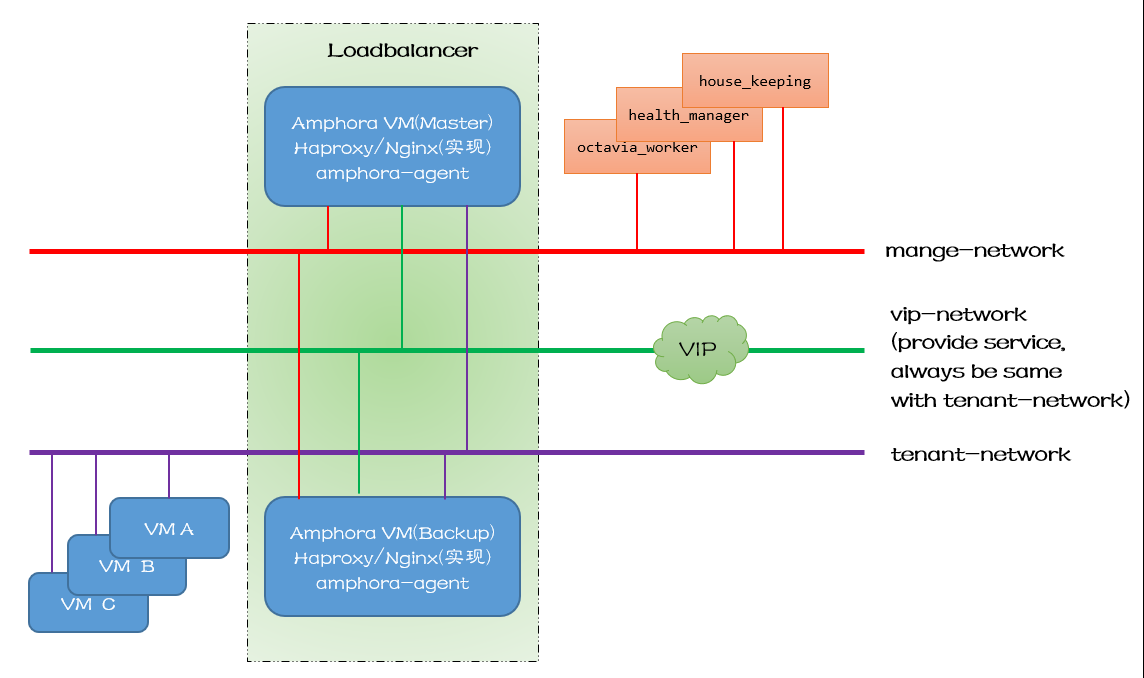 Loadbalancer
Amphora VM(Master)
Haproxy/Nginx(实现)
amphora-agent
house_keeping
health_manager
octavia_worker
mange-network
vip-network
(provide service,
always be same
with tenant-network)
VIP
tenant-network
VM A
VM B
VM C
Amphora VM(Backup)
Haproxy/Nginx(实现)
amphora-agent